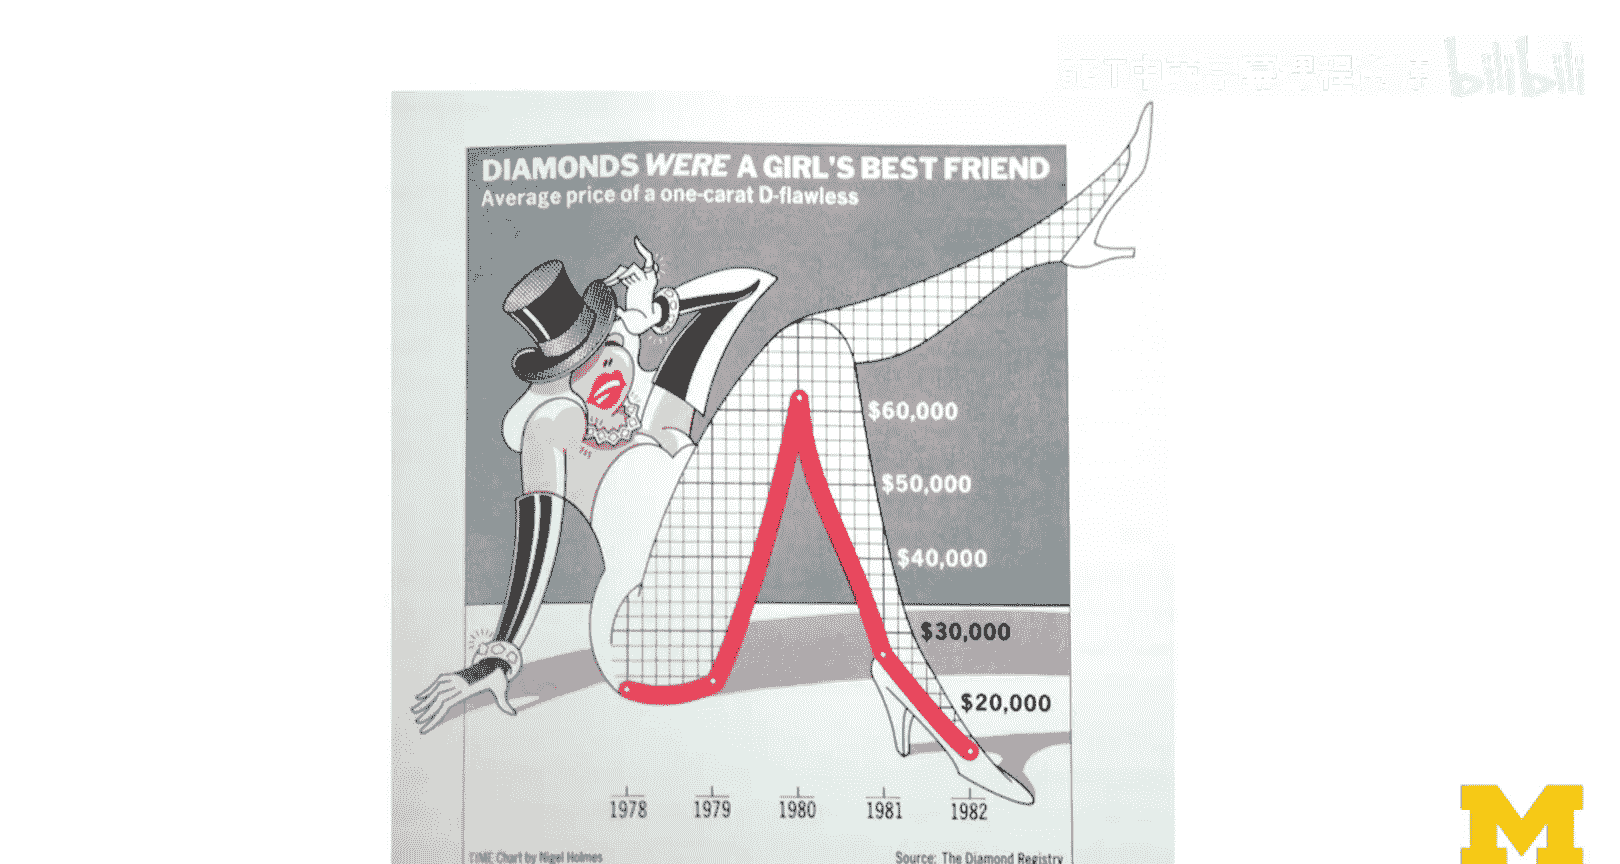 bilibili
DIAMONDS WERE A GIRL'S BEST FRIEND
Average price of a one-carat D-flawless
$60,000
$50,000
$40,000
$30,000
$20,000
1978 1979 1980 1981 1982
TIME Chart by Nigel Holmes
Source: The Diamond Registry
M